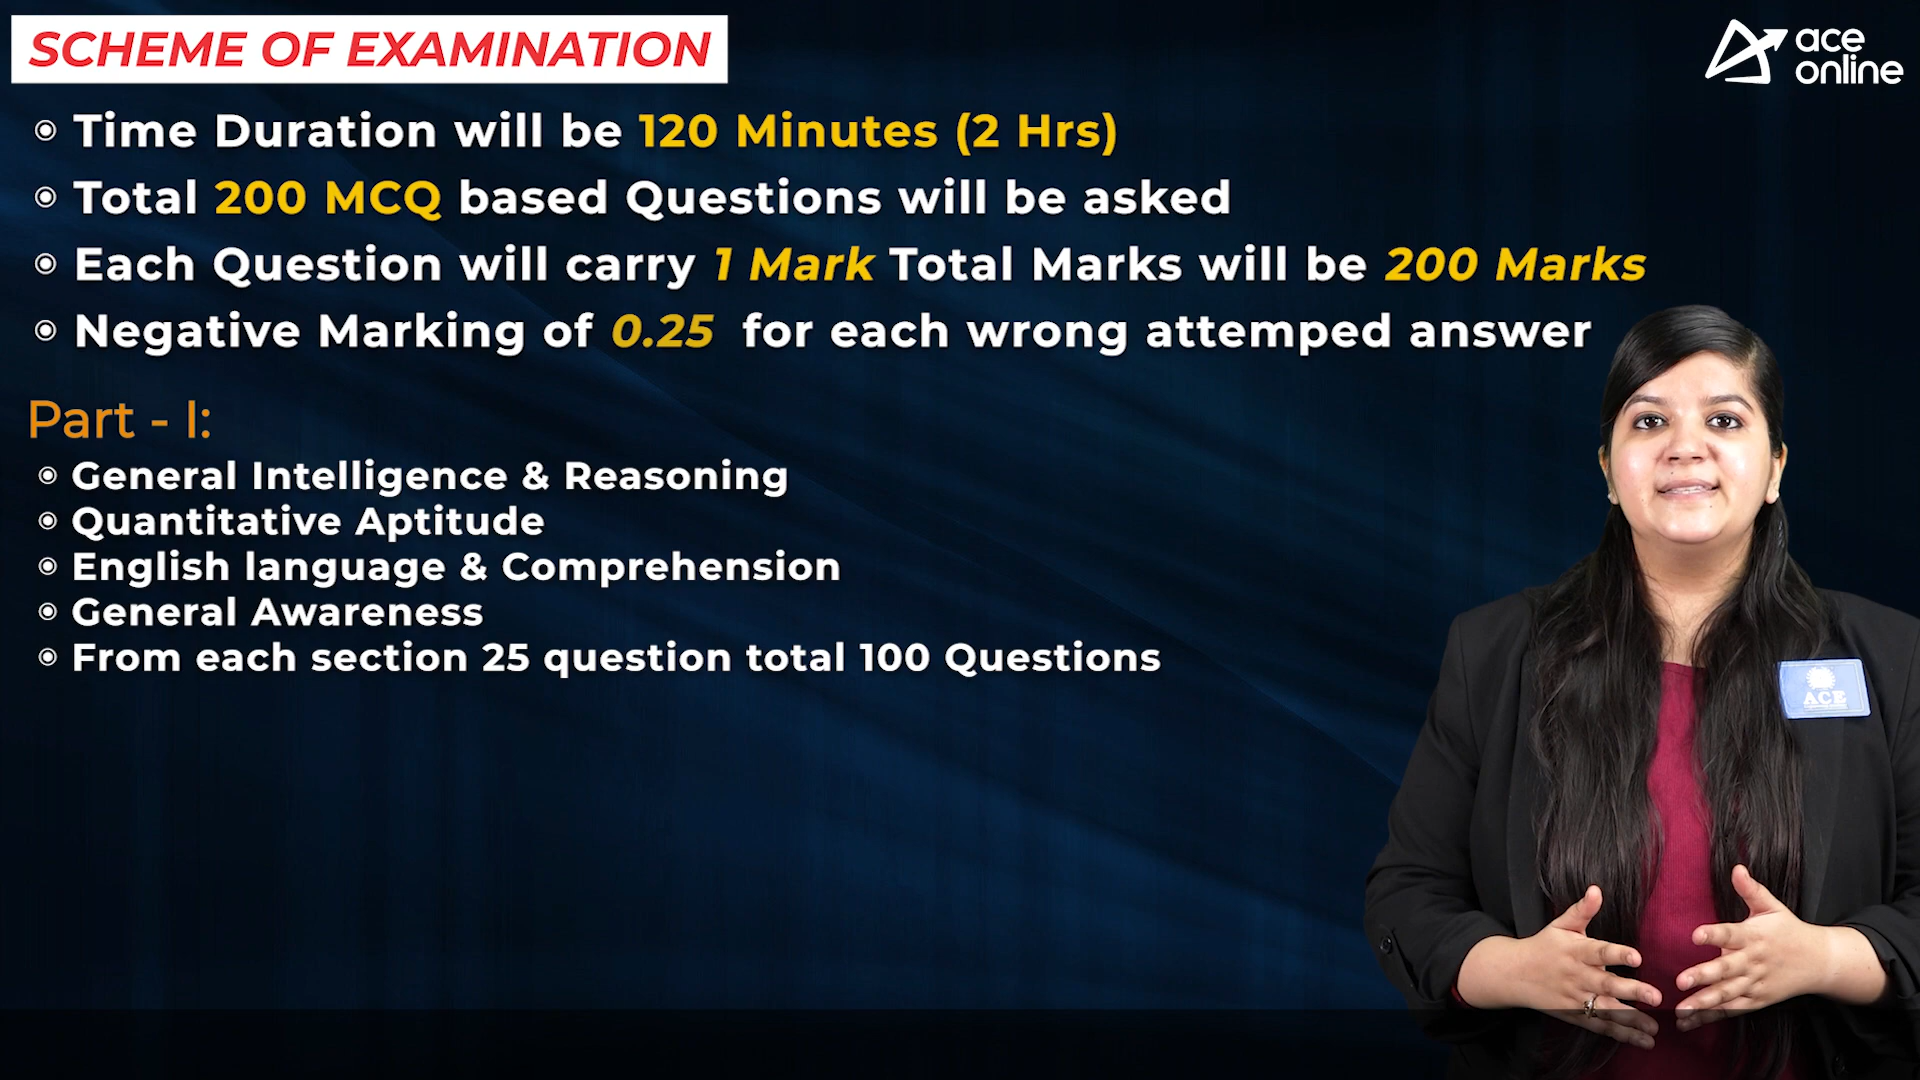 SCHEME OF EXAMINATION
ace
online
Time Duration will be 120 Minutes (2 Hrs)
Total 200 MCQ based Questions will be asked
Each Question will carry 1 Mark Total Marks will be 200 Marks
Negative Marking of 0.25 for each wrong attemped answer
Part - I:
General Intelligence & Reasoning
Quantitative Aptitude
English language & Comprehension
General Awareness
From each section 25 question total 100 Questions
ACE